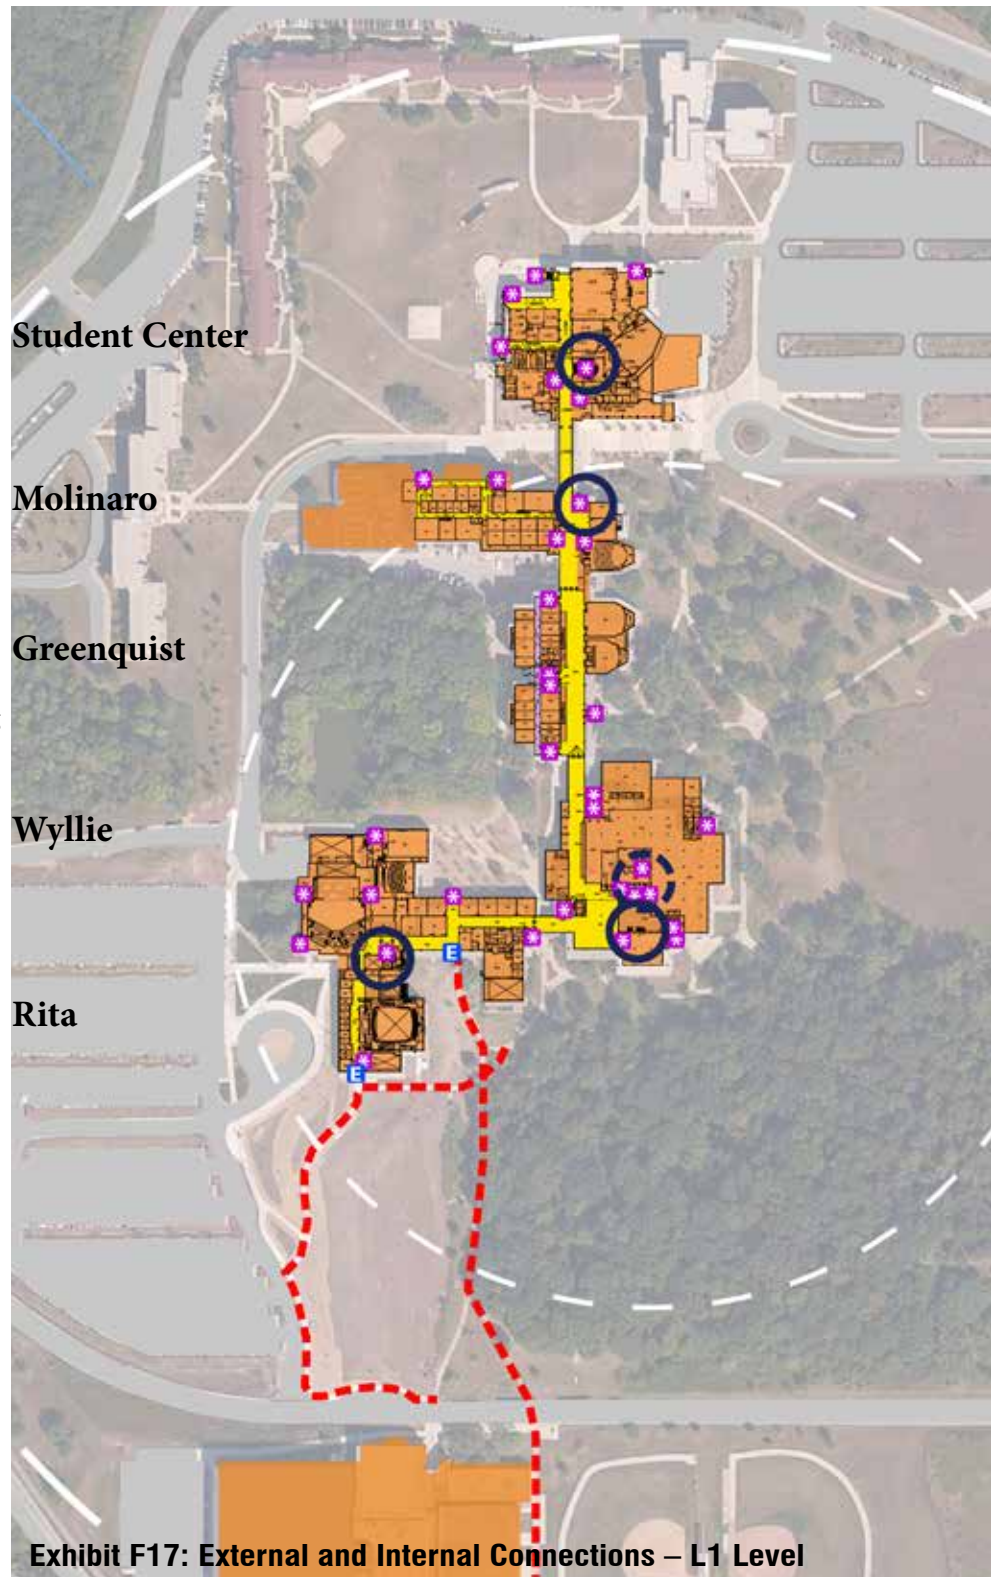 Student Center
Molinaro
Greenquist
Wyllie
E
Rita
E
Exhibit F17: External and Internal Connections – L1 Level